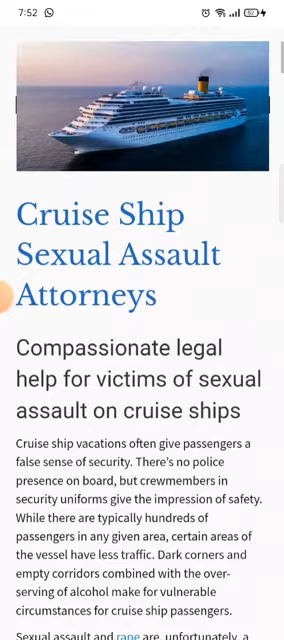 7:52
52
Cruise Ship
Sexual Assault
Attorneys
Compassionate legal
help for victims of sexual
assault on cruise ships
Cruise ship vacations often give passengers a
false sense of security. There's no police
presence on board, but crewmembers in
security uniforms give the impression of safety.
While there are typically hundreds of
passengers in any given area, certain areas of
the vessel have less traffic. Dark corners and
empty corridors combined with the over-
serving of alcohol make for vulnerable
circumstances for cruise ship passengers.
Sexual assault and rape are, unfortunately, a